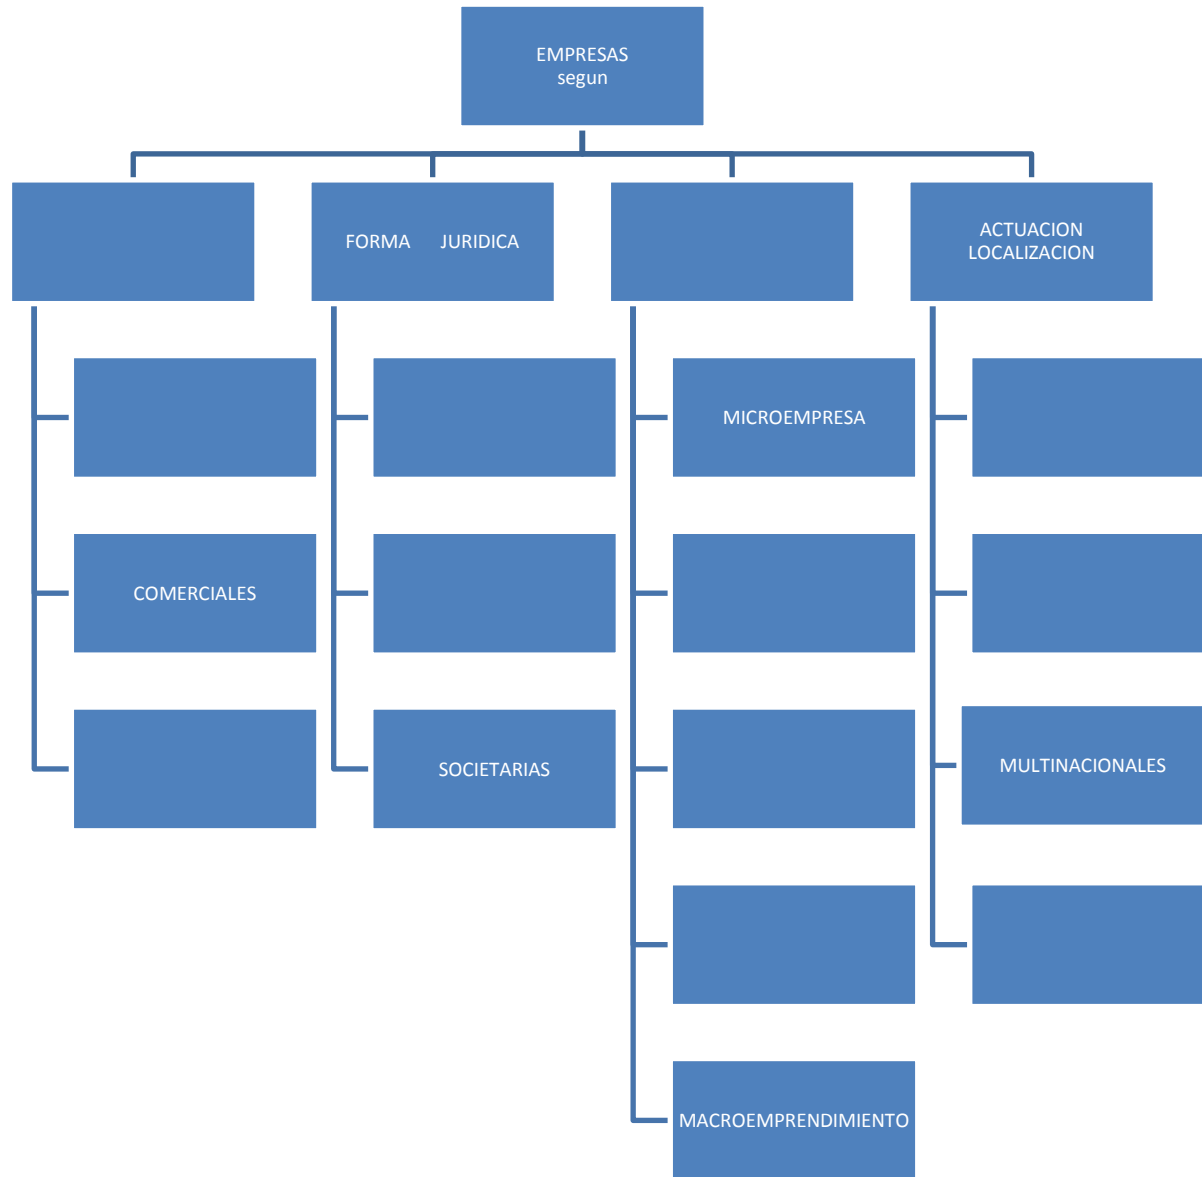 EMPRESAS
segun
FORMA JURIDICA
ACTUACION
LOCALIZACION
MICROEMPRESA
COMERCIALES
SOCIETARIAS
MULTINACIONALES
MACROEMPRENDIMIENTO